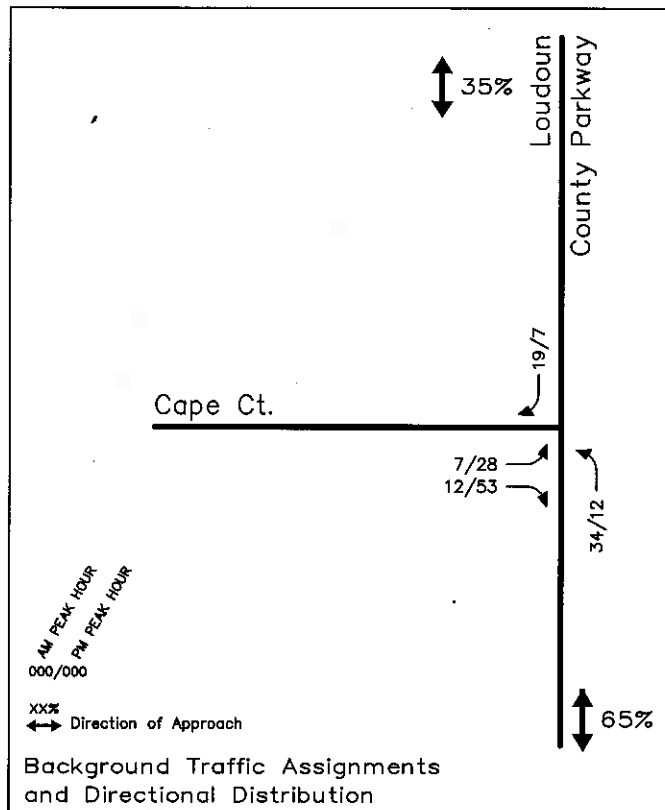 35%
Loudoun
County Parkway
19/7
Cape Ct.
7/28
12/53
34/12
AM PEAK HOUR
PM PEAK HOUR
000/000
XX%
Direction of Approach
65%
Background Traffic Assignments
and Directional Distribution